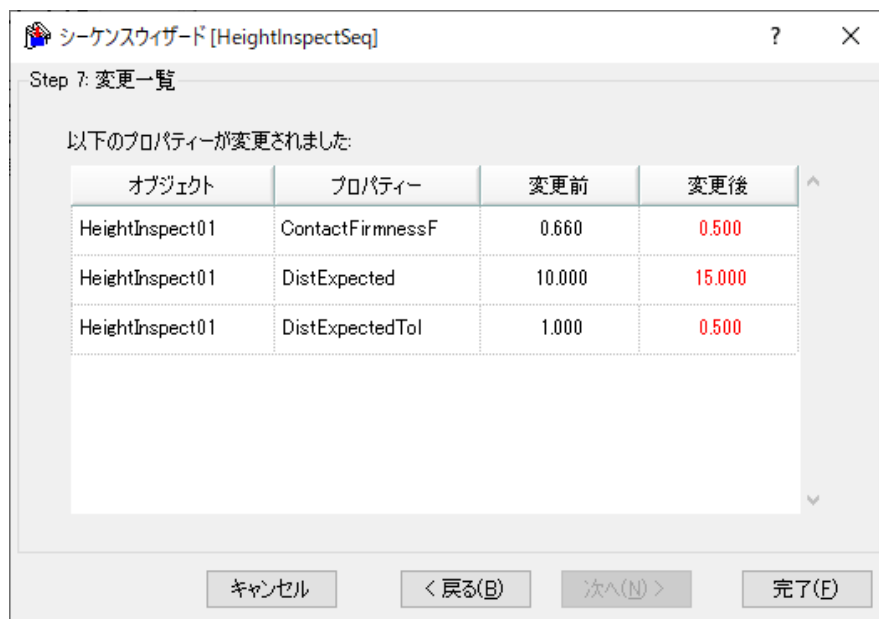 シーケンスウィザード [HeightInspectSeq] ?
Step 7: 変更一覧
以下のプロパティーが変更されました:
オブジェクト プロパティー 変更前 変更後
HeightInspect01 ContactFirmnessF 0.660 0.500
HeightInspect01 DistExpected 10.000 15.000
HeightInspect01 DistExpectedTol 1.000 0.500
キャンセル < 戻る(B) 次へ(N) > 完了(F)